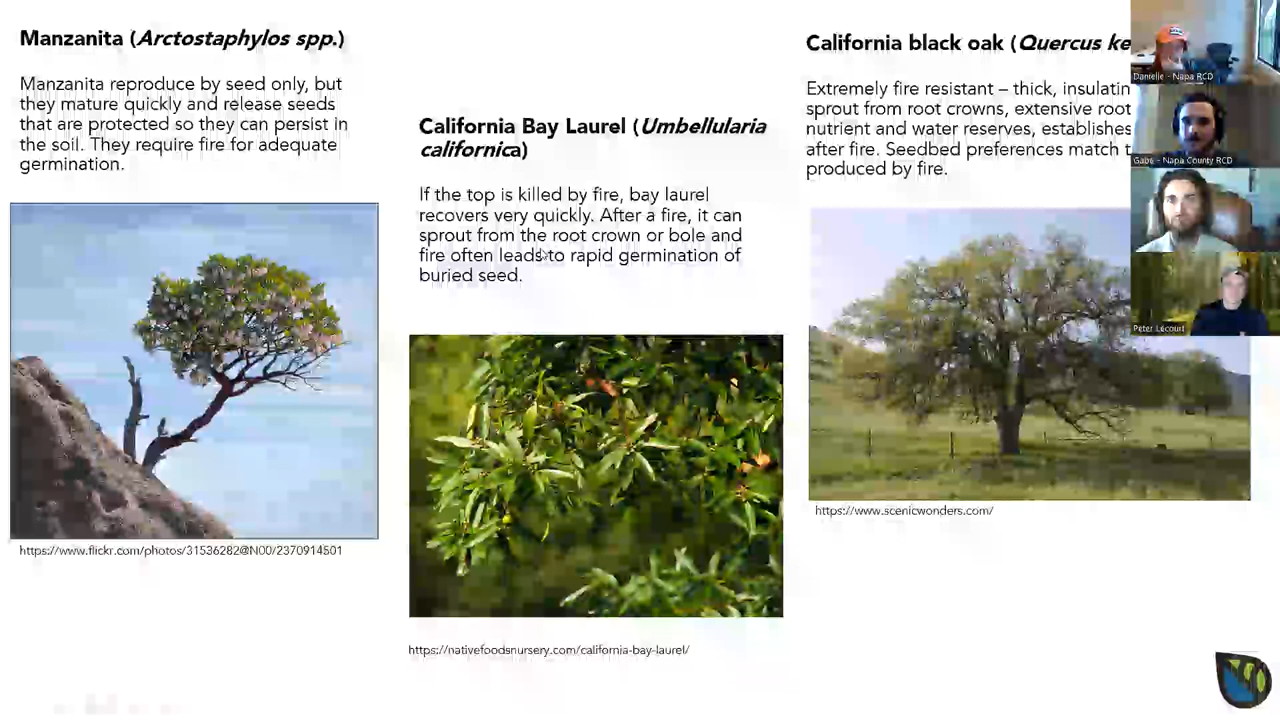 Manzanita (Arctostaphylos spp.)
Manzanita reproduce by seed only, but
they mature quickly and release seeds
that are protected so they can persist in
the soil. They require fire for adequate
germination.
https://www.flickr.com/photos/31536282@N00/2370914501
California Bay Laurel (Umbellularia
californica)
If the top is killed by fire, bay laurel
recovers very quickly. After a fire, it can
sprout from the root crown or bole and
fire often leads to rapid germination of
buried seed.
https://nativefoodsnursery.com/california-bay-laurel/
California black oak (Quercus ke
Extremely fire resistant – thick, insulatin
sprout from root crowns, extensive root
nutrient and water reserves, establishes
after fire. Seedbed preferences match t
produced by fire.
https://www.scenicwonders.com/
Danielle - Napa RCD
Gabe - Napa County RCD
Peter Lecourt